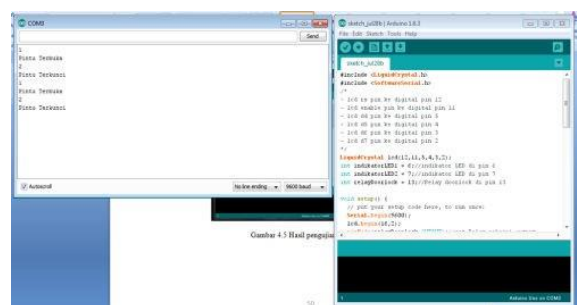 COM3
Send
1
Pintu Terbuka
2
Pintu Terkunci
1
Pintu Terbuka
2
Pintu Terkunci
Autoscroll
No line ending
9600 baud
Gambar 4.5 Hasil pengujian
sketch_jul28b | Arduino 1.8.3
File Edit Sketch Tools Help
sketch_jul28b
#include <LiquidCrystal.h>
#include <SoftwareSerial.h>
/*
- lcd rs pin ke digital pin 12
- lcd enable pin ke digital pin 11
- lcd d4 pin ke digital pin 5
- lcd d5 pin ke digital pin 4
- lcd d6 pin ke digital pin 3
- lcd d7 pin ke digital pin 2
*/
LiquidCrystal lcd(12,11,5,4,3,2);
int indikatorLED1 = 6;//indikator LED di pin 6
int indikatorLED2 = 7;//indikator LED di pin 7
int relayDoorlock = 13;//Relay doorlock di pin 13
void setup() {
// put your setup code here, to run once:
Serial.begin(9600);
lcd.begin(16,2);
1
Arduino Uno on COM3